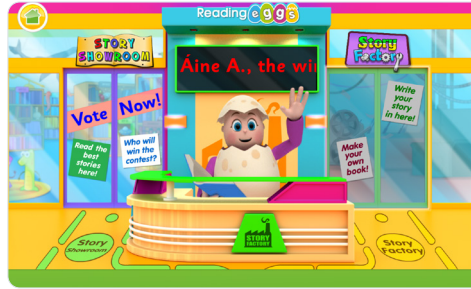 Reading eggs
STORY
SHOWROOM
Áine A., the wi
Story
Factory
Vote Now!
Read the
best
stories
here!
Who will
win the
contest?
Write
your
story
in here!
Make
your
own
book!
STORY
FACTORY
Story
Showroom
Story
Factory